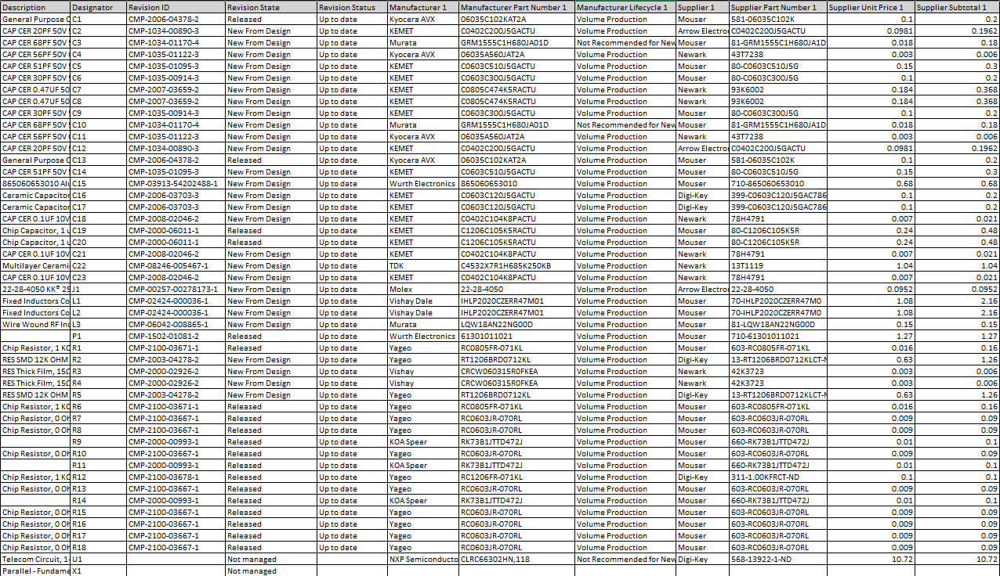 Description Designator Revision ID Revision State Revision Status Manufacturer 1 Manufacturer Part Number 1 Manufacturer Lifecycle 1 Supplier 1 Supplier Part Number 1 Supplier Unit Price 1 Supplier Subtotal 1
General Purpose C C1 CMP-2006-04378-2 Released Up to date Kyocera AVX 06035C102KAT2A Volume Production Mouser 581-06035C102K 0.1 0.2
CAP CER 20PF 50V C2 CMP-1034-00890-3 New From Design Up to date KEMET C0402C200J5GACTU Volume Production Arrow Electron C0402C200J5GACTU 0.0981 0.1962
CAP CER 68PF 50V C3 CMP-1034-01170-4 New From Design Up to date Murata GRM1555C1H680JA01D Not Recommended for New Mouser 81-GRM1555C1H680JA1D 0.018 0.18
CAP CER 56PF 50V C4 CMP-1035-01122-3 New From Design Up to date Kyocera AVX 06035A560JAT2A Volume Production Newark 43T7238 0.003 0.006
CAP CER 51PF 50V C5 CMP-1035-01095-3 New From Design Up to date KEMET C0603C510J5GACTU Volume Production Mouser 80-C0603C510J5G 0.15 0.3
CAP CER 30PF 50V C6 CMP-1035-00914-3 New From Design Up to date KEMET C0603C300J5GACTU Volume Production Mouser 80-C0603C300J5G 0.1 0.2
CAP CER 0.47UF 50 C7 CMP-2007-03659-2 New From Design Up to date KEMET C0805C474K5RACTU Volume Production Newark 93K6002 0.184 0.368
CAP CER 0.47UF 50 C8 CMP-2007-03659-2 New From Design Up to date KEMET C0805C474K5RACTU Volume Production Newark 93K6002 0.184 0.368
CAP CER 30PF 50V C9 CMP-1035-00914-3 New From Design Up to date KEMET C0603C300J5GACTU Volume Production Mouser 80-C0603C300J5G 0.1 0.2
CAP CER 68PF 50V C10 CMP-1034-01170-4 New From Design Up to date Murata GRM1555C1H680JA01D Not Recommended for New Mouser 81-GRM1555C1H680JA1D 0.018 0.18
CAP CER 56PF 50V C11 CMP-1035-01122-3 New From Design Up to date Kyocera AVX 06035A560JAT2A Volume Production Newark 43T7238 0.003 0.006
CAP CER 20PF 50V C12 CMP-1034-00890-3 New From Design Up to date KEMET C0402C200J5GACTU Volume Production Arrow Electron C0402C200J5GACTU 0.0981 0.1962
General Purpose C C13 CMP-2006-04378-2 Released Up to date Kyocera AVX 06035C102KAT2A Volume Production Mouser 581-06035C102K 0.1 0.2
CAP CER 51PF 50V C14 CMP-1035-01095-3 New From Design Up to date KEMET C0603C510J5GACTU Volume Production Mouser 80-C0603C510J5G 0.15 0.3
865060653010 Alu C15 CMP-03913-54202488-1 New From Design Up to date Wurth Electronics 865060653010 Volume Production Mouser 710-865060653010 0.68 0.68
Ceramic Capacitor C16 CMP-2006-03703-3 New From Design Up to date KEMET C0603C120J5GACTU Volume Production Digi-Key 399-C0603C120J5GAC786 0.1 0.2
Ceramic Capacitor C17 CMP-2006-03703-3 New From Design Up to date KEMET C0603C120J5GACTU Volume Production Digi-Key 399-C0603C120J5GAC786 0.1 0.2
CAP CER 0.1UF 10V C18 CMP-2008-02046-2 New From Design Up to date KEMET C0402C104K8PACTU Volume Production Newark 78H4791 0.007 0.021
Chip Capacitor, 1 u C19 CMP-2000-06011-1 Released Up to date KEMET C1206C105K5RACTU Volume Production Mouser 80-C1206C105K5R 0.24 0.48
Chip Capacitor, 1 u C20 CMP-2000-06011-1 Released Up to date KEMET C1206C105K5RACTU Volume Production Mouser 80-C1206C105K5R 0.24 0.48
CAP CER 0.1UF 10V C21 CMP-2008-02046-2 New From Design Up to date KEMET C0402C104K8PACTU Volume Production Newark 78H4791 0.007 0.021
Multilayer Cerami C22 CMP-08246-005467-1 New From Design Up to date TDK C4532X7R1H685K250KB Volume Production Newark 13T1119 1.04 1.04
CAP CER 0.1UF 10V C23 CMP-2008-02046-2 New From Design Up to date KEMET C0402C104K8PACTU Volume Production Newark 78H4791 0.007 0.021
22-28-4050 KK® 25 J1 CMP-00257-00278173-1 New From Design Up to date Molex 22-28-4050 Volume Production Arrow Electron 22-28-4050 0.0952 0.0952
Fixed Inductors Co L1 CMP-02424-000036-1 New From Design Up to date Vishay Dale IHLP2020CZERR47M01 Volume Production Mouser 70-IHLP2020CZERR47M0 1.08 2.16
Fixed Inductors Co L2 CMP-02424-000036-1 New From Design Up to date Vishay Dale IHLP2020CZERR47M01 Volume Production Mouser 70-IHLP2020CZERR47M0 1.08 2.16
Wire Wound RF Ind L3 CMP-06042-008865-1 New From Design Up to date Murata LQW18AN22NG00D Volume Production Mouser 81-LQW18AN22NG00D 0.15 0.15
P1 CMP-1502-01081-2 Released Up to date Wurth Electronics 61301011021 Volume Production Mouser 710-61301011021 1.27 1.27
Chip Resistor, 1 KO R1 CMP-2100-03671-1 Released Up to date Yageo RC0805FR-071KL Volume Production Mouser 603-RC0805FR-071KL 0.016 0.16
RES SMD 12K OHM R2 CMP-2003-04278-2 New From Design Up to date Yageo RT1206BRD0712KL Volume Production Digi-Key 13-RT1206BRD0712KLCT-N 0.63 1.26
RES Thick Film, 15Ω R3 CMP-2000-02926-2 New From Design Up to date Vishay CRCW060315R0FKEA Volume Production Newark 42K3723 0.003 0.006
RES Thick Film, 15Ω R4 CMP-2000-02926-2 New From Design Up to date Vishay CRCW060315R0FKEA Volume Production Newark 42K3723 0.003 0.006
RES SMD 12K OHM R5 CMP-2003-04278-2 New From Design Up to date Yageo RT1206BRD0712KL Volume Production Digi-Key 13-RT1206BRD0712KLCT-N 0.63 1.26
Chip Resistor, 1 KO R6 CMP-2100-03671-1 Released Up to date Yageo RC0805FR-071KL Volume Production Mouser 603-RC0805FR-071KL 0.016 0.16
Chip Resistor, 0 Oh R7 CMP-2100-03667-1 Released Up to date Yageo RC0603JR-070RL Volume Production Mouser 603-RC0603JR-070RL 0.009 0.09
Chip Resistor, 0 Oh R8 CMP-2100-03667-1 Released Up to date Yageo RC0603JR-070RL Volume Production Mouser 603-RC0603JR-070RL 0.009 0.09
R9 CMP-2000-00993-1 Released Up to date KOA Speer RK73B1JTTD472J Volume Production Mouser 660-RK73B1JTTD472J 0.01 0.1
Chip Resistor, 0 Oh R10 CMP-2100-03667-1 Released Up to date Yageo RC0603JR-070RL Volume Production Mouser 603-RC0603JR-070RL 0.009 0.09
R11 CMP-2000-00993-1 Released Up to date KOA Speer RK73B1JTTD472J Volume Production Mouser 660-RK73B1JTTD472J 0.01 0.1
Chip Resistor, 1 KO R12 CMP-2100-03678-1 Released Up to date Yageo RC1206FR-071KL Volume Production Digi-Key 311-1.00KFRCT-ND 0.1 0.1
Chip Resistor, 0 Oh R13 CMP-2100-03667-1 Released Up to date Yageo RC0603JR-070RL Volume Production Mouser 603-RC0603JR-070RL 0.009 0.09
R14 CMP-2000-00993-1 Released Up to date KOA Speer RK73B1JTTD472J Volume Production Mouser 660-RK73B1JTTD472J 0.01 0.1
Chip Resistor, 0 Oh R15 CMP-2100-03667-1 Released Up to date Yageo RC0603JR-070RL Volume Production Mouser 603-RC0603JR-070RL 0.009 0.09
Chip Resistor, 0 Oh R16 CMP-2100-03667-1 Released Up to date Yageo RC0603JR-070RL Volume Production Mouser 603-RC0603JR-070RL 0.009 0.09
Chip Resistor, 0 Oh R17 CMP-2100-03667-1 Released Up to date Yageo RC0603JR-070RL Volume Production Mouser 603-RC0603JR-070RL 0.009 0.09
Chip Resistor, 0 Oh R18 CMP-2100-03667-1 Released Up to date Yageo RC0603JR-070RL Volume Production Mouser 603-RC0603JR-070RL 0.009 0.09
Telecom Circuit, 1- U1 Not managed NXP Semiconducto CLRC66302HN,118 Not Recommended for New Digi-Key 568-13922-1-ND 10.72 10.72
Parallel - Fundame X1 Not managed